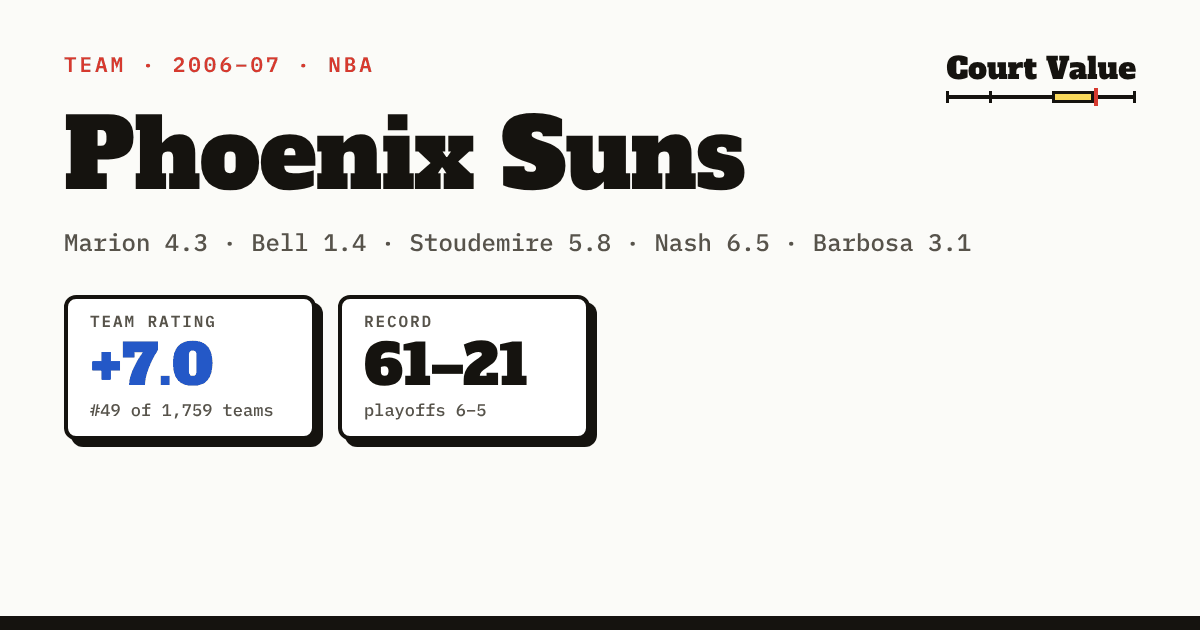 TEAM · 2006–07 · NBA
Court Value
Phoenix Suns
Marion 4.3 · Bell 1.4 · Stoudemire 5.8 · Nash 6.5 · Barbosa 3.1
TEAM RATING
+7.0
#49 of 1,759 teams
RECORD
61–21
playoffs 6–5